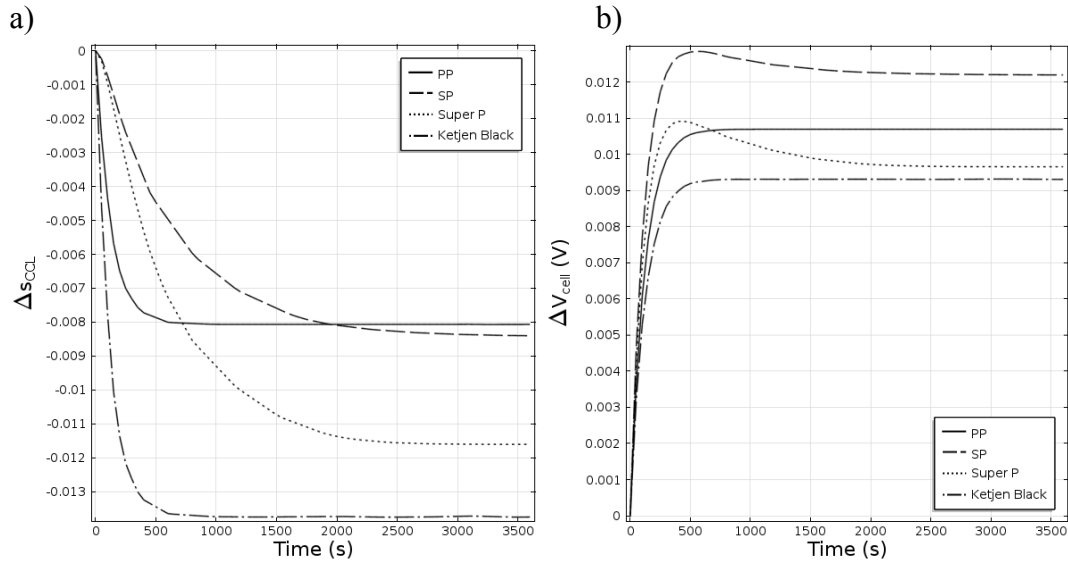 a)
0
-0.001
-0.002
-0.003
-0.004
-0.005
-0.006
-0.007
-0.008
-0.009
-0.01
-0.011
-0.012
-0.013
ΔsCCL
PP
SP
Super P
Ketjen Black
0 500 1000 1500 2000 2500 3000 3500
Time (s)
b)
0.012
0.011
0.01
0.009
0.008
0.007
0.006
0.005
0.004
0.003
0.002
0.001
0
ΔVcell (V)
PP
SP
Super P
Ketjen Black
0 500 1000 1500 2000 2500 3000 3500
Time (s)